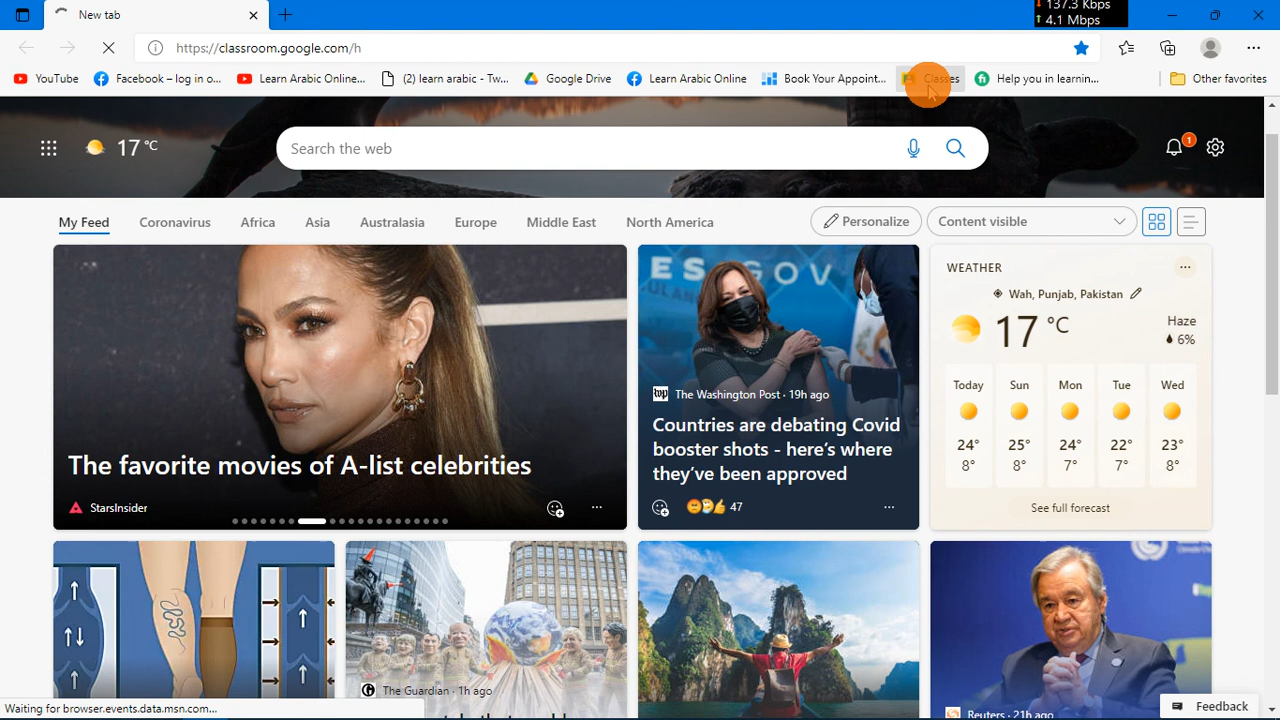 New tab
137.3 Kbps
4.1 Mbps
https://classroom.google.com/h
YouTube
Facebook – log in o...
Learn Arabic Online...
(2) learn arabic - Tw...
Google Drive
Learn Arabic Online
Book Your Appoint...
Classes
Help you in learnin...
Other favorites
17 °C
Search the web
1
My Feed
Coronavirus
Africa
Asia
Australasia
Europe
Middle East
North America
Personalize
Content visible
The favorite movies of A-list celebrities
StarsInsider
ES GOV
The Washington Post · 19h ago
Countries are debating Covid
booster shots - here's where
they've been approved
47
WEATHER
Wah, Punjab, Pakistan
17 °C
Haze
6%
Today Sun Mon Tue Wed
24° 25° 24° 22° 23°
8° 8° 7° 7° 8°
See full forecast
The Guardian · 1h ago
Reuters · 21h ago
Feedback
Waiting for browser.events.data.msn.com...